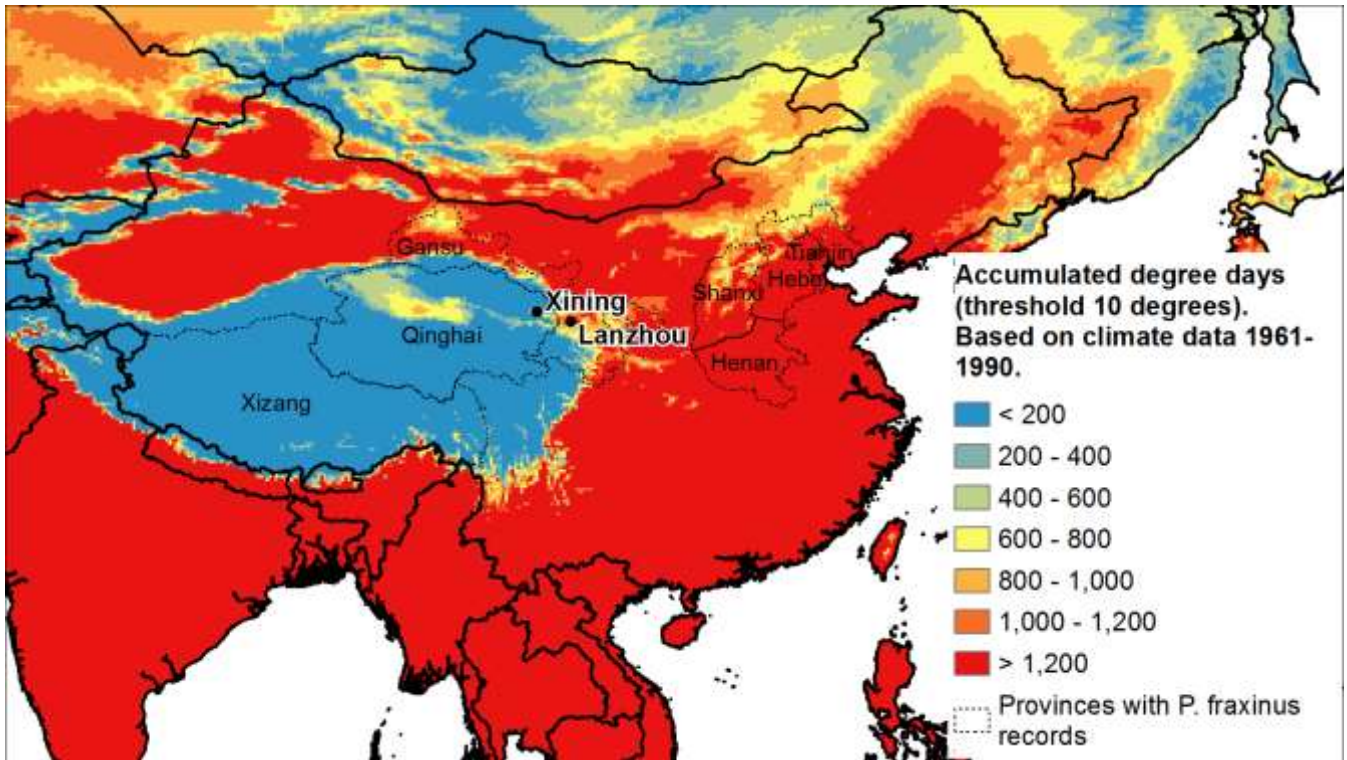 Gansu
Tianjin
Hebei
Shanxi
Xining
Lanzhou
Qinghai
Henan
Xizang
Accumulated degree days
(threshold 10 degrees).
Based on climate data 1961-
1990.
< 200
200 - 400
400 - 600
600 - 800
800 - 1,000
1,000 - 1,200
> 1,200
Provinces with P. fraxinus
records